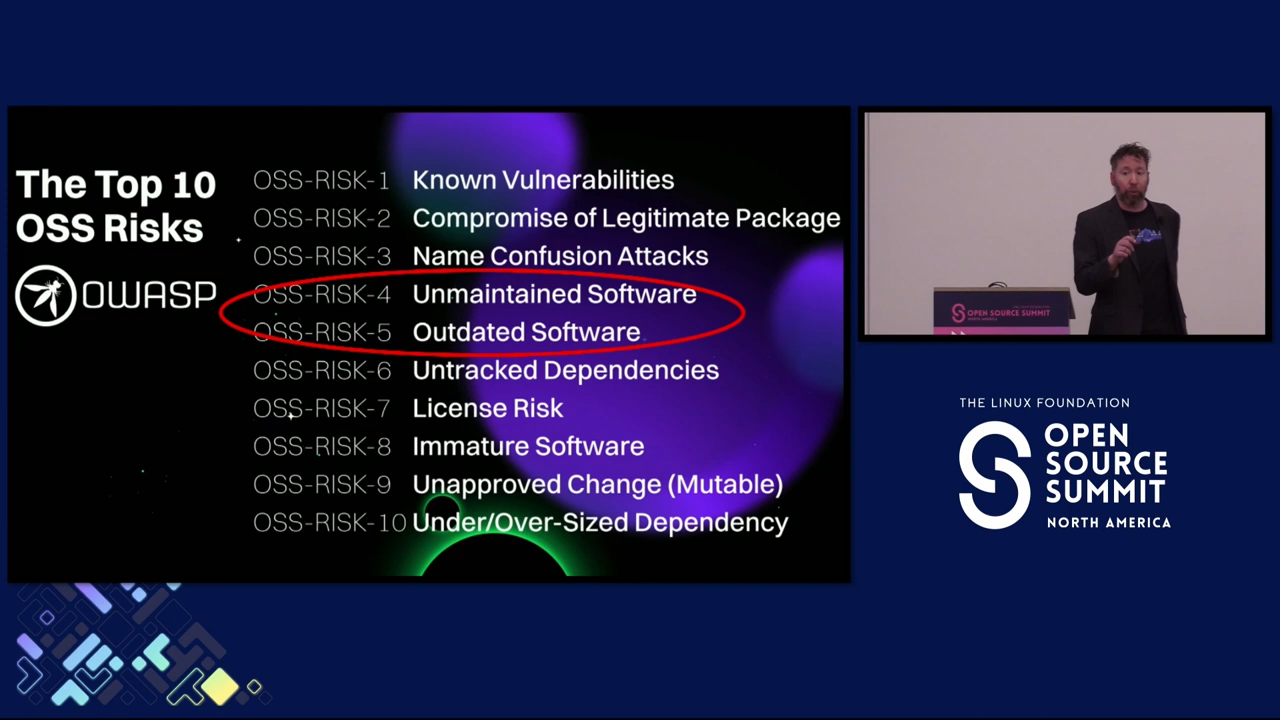 The Top 10
OSS Risks
OWASP
OSS-RISK-1 Known Vulnerabilities
OSS-RISK-2 Compromise of Legitimate Package
OSS-RISK-3 Name Confusion Attacks
OSS-RISK-4 Unmaintained Software
OSS-RISK-5 Outdated Software
OSS-RISK-6 Untracked Dependencies
OSS-RISK-7 License Risk
OSS-RISK-8 Immature Software
OSS-RISK-9 Unapproved Change (Mutable)
OSS-RISK-10 Under/Over-Sized Dependency
OPEN SOURCE SUMMIT
THE LINUX FOUNDATION
OPEN
SOURCE
SUMMIT
NORTH AMERICA